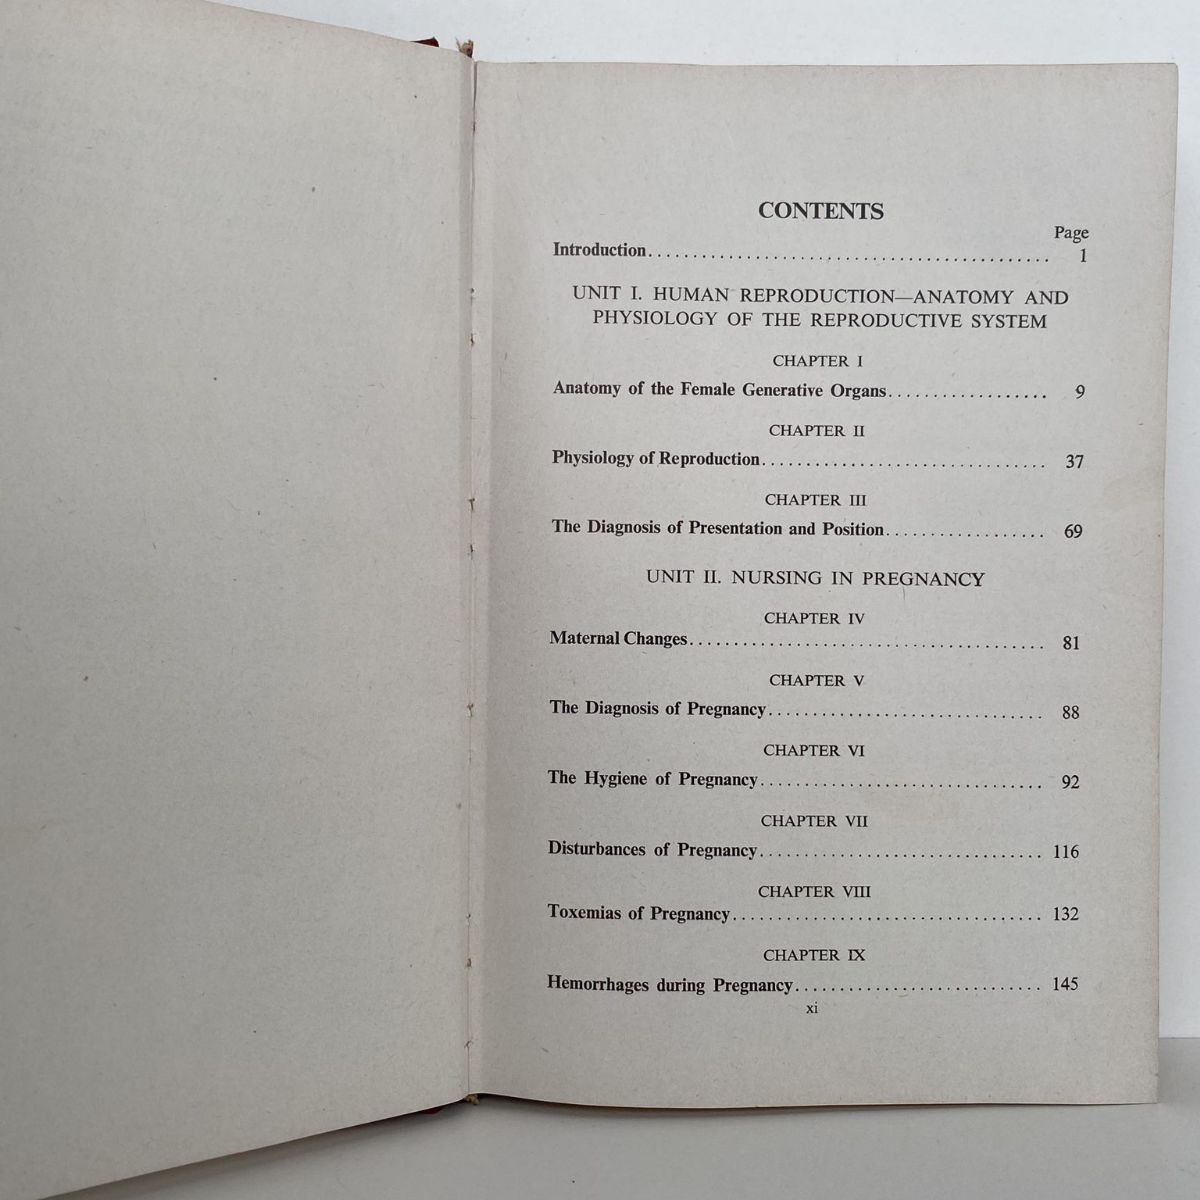 CONTENTS
Page
Introduction............................................. 1
UNIT I. HUMAN REPRODUCTION—ANATOMY AND
PHYSIOLOGY OF THE REPRODUCTIVE SYSTEM
CHAPTER I
Anatomy of the Female Generative Organs.................. 9
CHAPTER II
Physiology of Reproduction................................ 37
CHAPTER III
The Diagnosis of Presentation and Position.................. 69
UNIT II. NURSING IN PREGNANCY
CHAPTER IV
Maternal Changes........................................ 81
CHAPTER V
The Diagnosis of Pregnancy............................... 88
CHAPTER VI
The Hygiene of Pregnancy................................ 92
CHAPTER VII
Disturbances of Pregnancy................................ 116
CHAPTER VIII
Toxemias of Pregnancy................................... 132
CHAPTER IX
Hemorrhages during Pregnancy............................ 145
xi